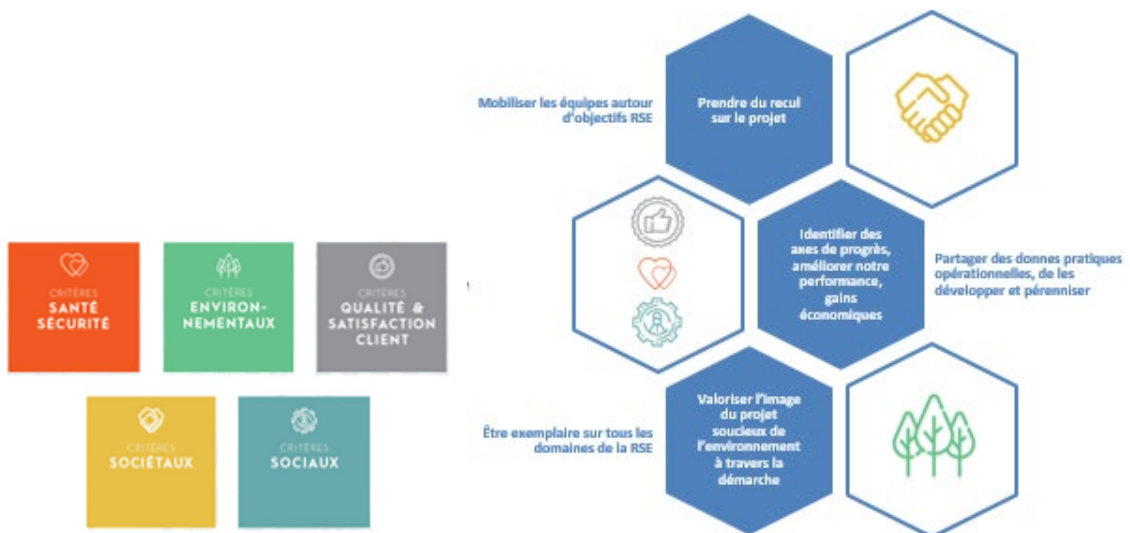 CRITÈRES
SANTÉ
SÉCURITÉ
CRITÈRES
ENVIRON-
NEMENTAUX
CRITÈRES
QUALITÉ &
SATISFACTION
CLIENT
CRITÈRES
SOCIÉTAUX
CRITÈRES
SOCIAUX
Mobiliser les équipes autour
d'objectifs RSE
Prendre du recul
sur le projet
Identifier des
axes de progrès,
améliorer notre
performance,
gains
économiques
Partager des donnes pratiques
opérationnelles, de les
développer et pérenniser
Être exemplaire sur tous les
domaines de la RSE
Valoriser l'image
du projet
soucieux de
l'environnement
à travers la
démarche